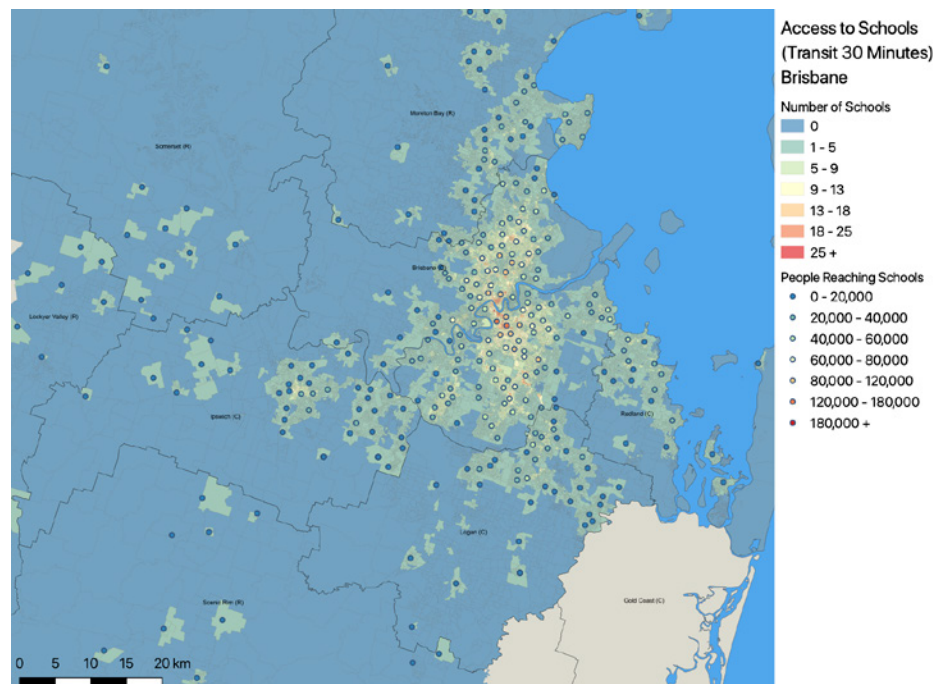 Access to Schools
(Transit 30 Minutes)
Brisbane
Number of Schools
0
1 - 5
5 - 9
9 - 13
13 - 18
18 - 25
25 +
People Reaching Schools
0 - 20,000
20,000 - 40,000
40,000 - 60,000
60,000 - 80,000
80,000 - 120,000
120,000 - 180,000
180,000 +
Moreton Bay (R)
Somerset (R)
Brisbane (C)
Lockyer Valley (R)
Ipswich (C)
Redland (C)
Logan (C)
Scenic Rim (R)
Gold Coast (C)
0 5 10 15 20 km